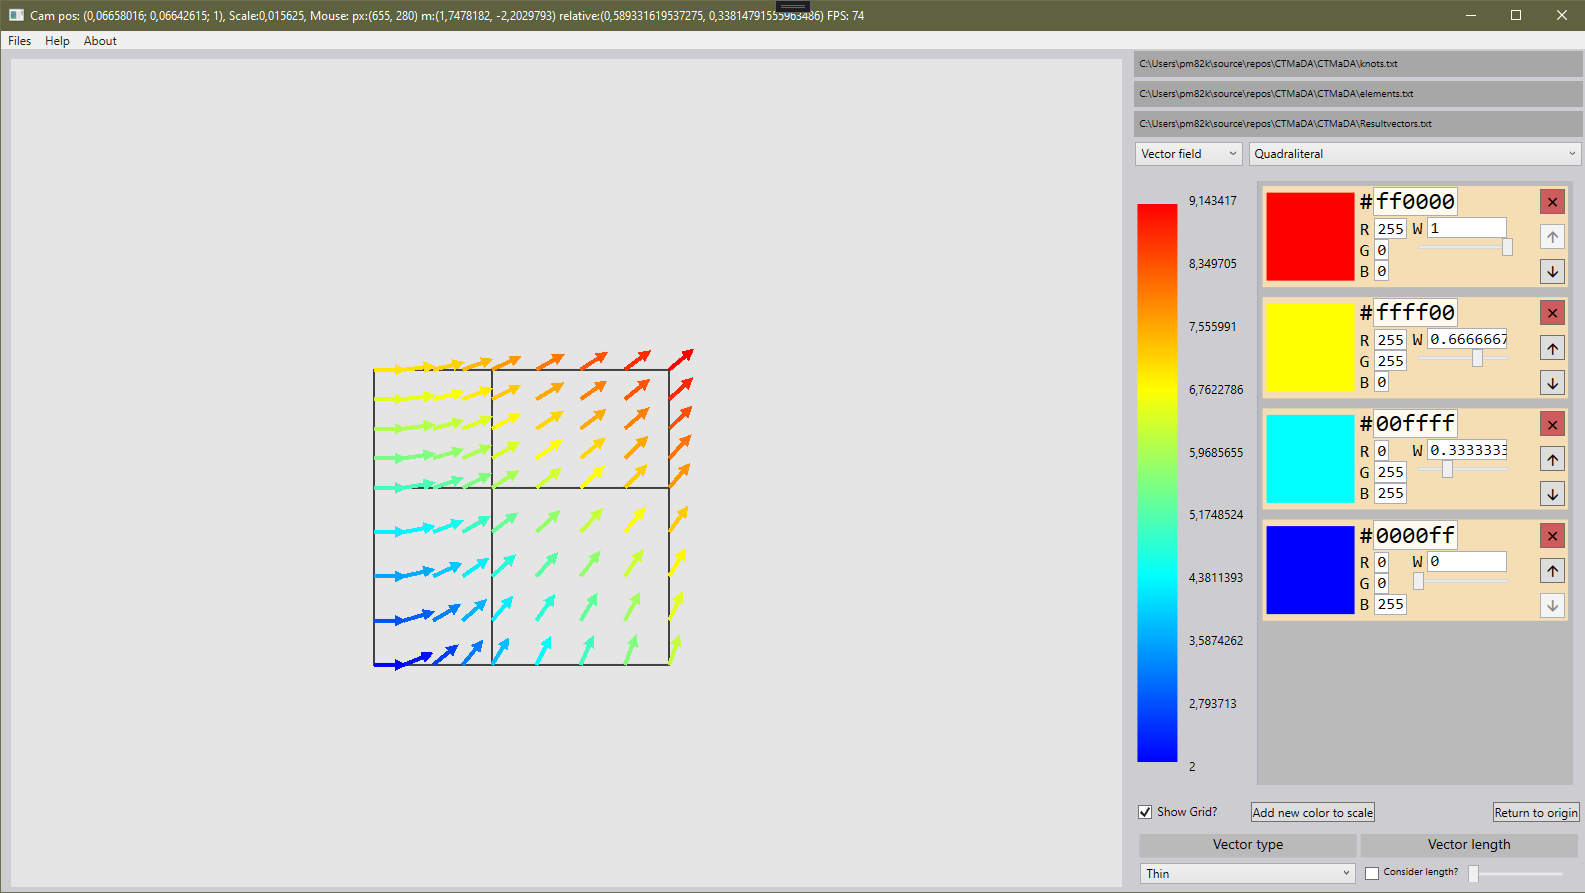 Cam pos: (0,06658016; 0,06642615; 1), Scale:0,015625, Mouse: px:(655, 280) m:(1,7478182, -2,2029793) relative:(0,589331619537275, 0,33814791555963486) FPS: 74
Files Help About
C:\Users\pm82k\source\repos\CTMaDA\CTMaDA\knots.txt
C:\Users\pm82k\source\repos\CTMaDA\CTMaDA\elements.txt
C:\Users\pm82k\source\repos\CTMaDA\CTMaDA\Resultvectors.txt
Vector field Quadraliteral
9,143417
8,349705
7,555991
6,7622786
5,9685655
5,1748524
4,3811393
3,5874262
2,793713
2
#ff0000
R 255 W 1
G 0
B 0
#ffff00
R 255 W 0.6666667
G 255
B 0
#00ffff
R 0 W 0.3333333
G 255
B 255
#0000ff
R 0 W 0
G 0
B 255
Show Grid? Add new color to scale Return to origin
Vector type Vector length
Thin Consider length?